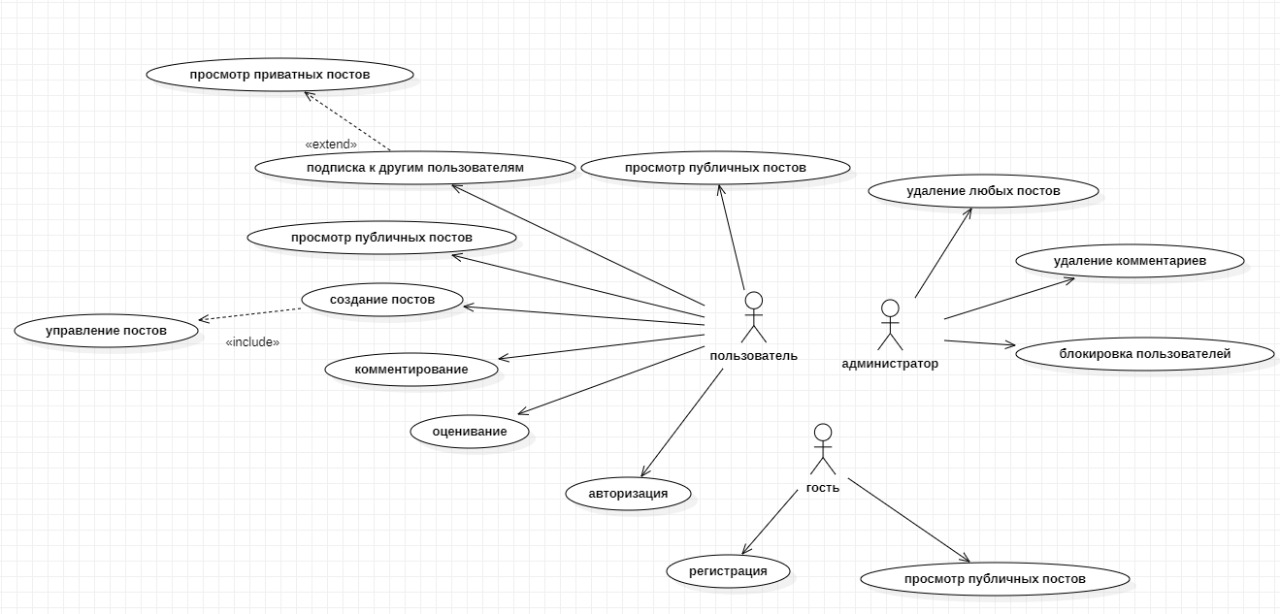 просмотр приватных постов
«extend»
подписка к другим пользователям
просмотр публичных постов
удаление любых постов
просмотр публичных постов
удаление комментариев
создание постов
управление постов
«include»
пользователь
администратор
блокировка пользователей
комментирование
оценивание
авторизация
гость
регистрация
просмотр публичных постов